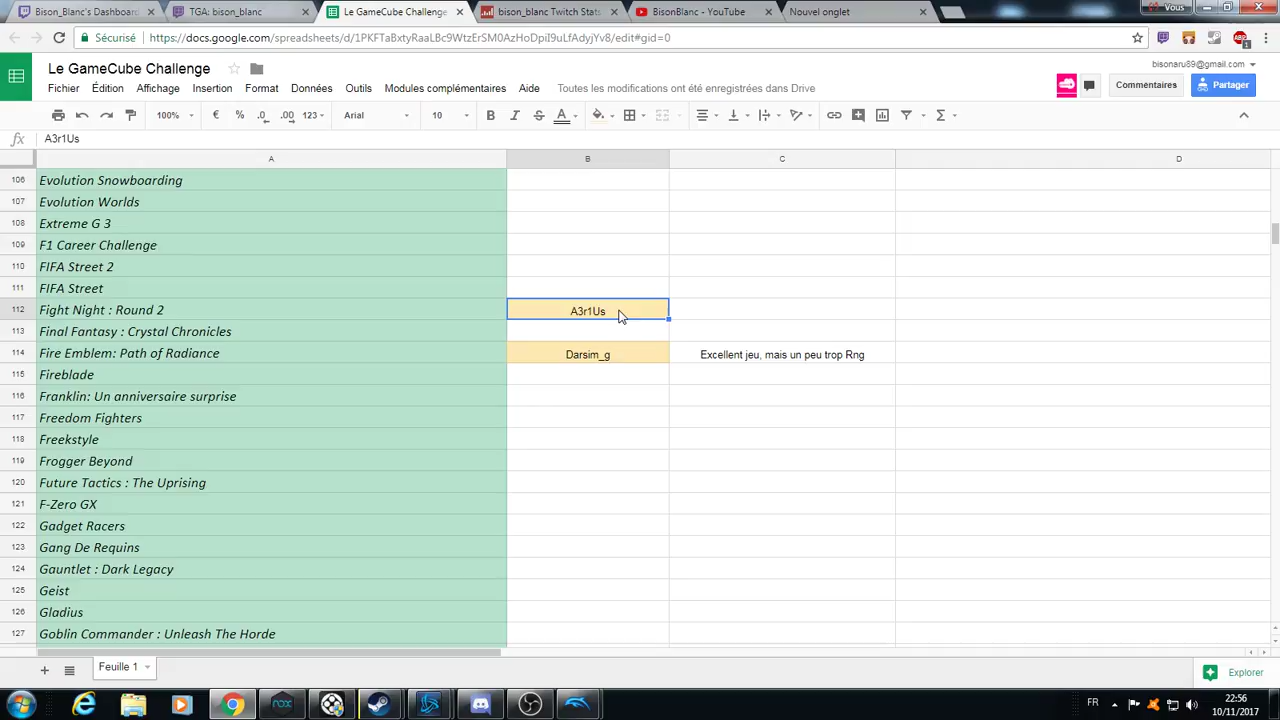 Bison_Blanc's Dashboard
TGA: bison_blanc
Le GameCube Challenge
bison_blanc Twitch Stats
BisonBlanc - YouTube
Nouvel onglet
Vous
Sécurisé
https://docs.google.com/spreadsheets/d/1PKFTaBxtyRaaLBc9WtzErSM0AzHoDpiI9uLfAdyjYv8/edit#gid=0
Le GameCube Challenge
bisonaru89@gmail.com
Fichier Édition Affichage Insertion Format Données Outils Modules complémentaires Aide Toutes les modifications ont été enregistrées dans Drive
Commentaires
Partager
100% € % .0 .00 123 Arial 10
fx A3r1Us
A B C D
106 Evolution Snowboarding
107 Evolution Worlds
108 Extreme G 3
109 F1 Career Challenge
110 FIFA Street 2
111 FIFA Street
112 Fight Night : Round 2 A3r1Us
113 Final Fantasy : Crystal Chronicles
114 Fire Emblem: Path of Radiance Darsim_g Excellent jeu, mais un peu trop Rng
115 Fireblade
116 Franklin: Un anniversaire surprise
117 Freedom Fighters
118 Freekstyle
119 Frogger Beyond
120 Future Tactics : The Uprising
121 F-Zero GX
122 Gadget Racers
123 Gang De Requins
124 Gauntlet : Dark Legacy
125 Geist
126 Gladius
127 Goblin Commander : Unleash The Horde
Feuille 1
Explorer
nox
FR
22:56
10/11/2017